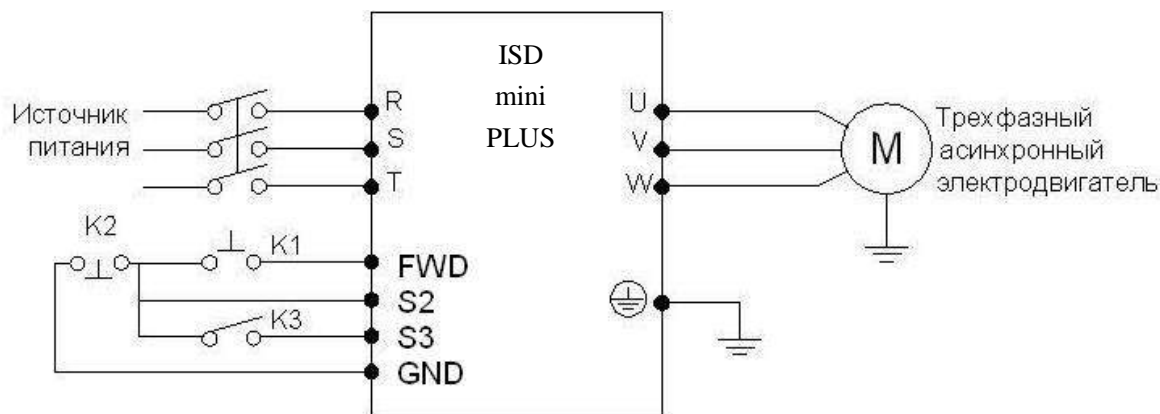 ISD
mini
PLUS
Источник
питания
R
S
T
U
V
W
M
Трехфазный
асинхронный
электродвигатель
K2
K1
K3
FWD
S2
S3
GND